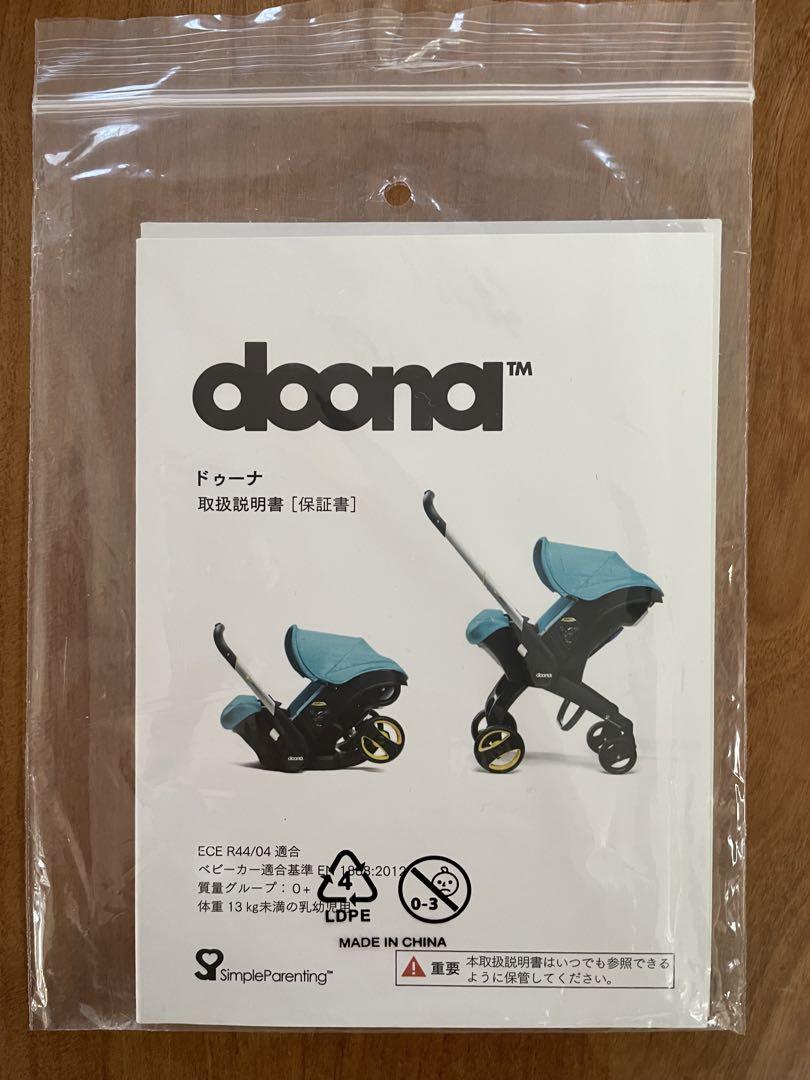 doona™
ドゥーナ
取扱説明書［保証書］
doona
doona
ECE R44/04 適合
ベビーカー適合基準 EN 1888:2012
質量グループ：0+
体重 13 kg未満の乳幼児用
4
LDPE
0-3
MADE IN CHINA
SimpleParenting™
重要 本取扱説明書はいつでも参照できる
ように保管してください。